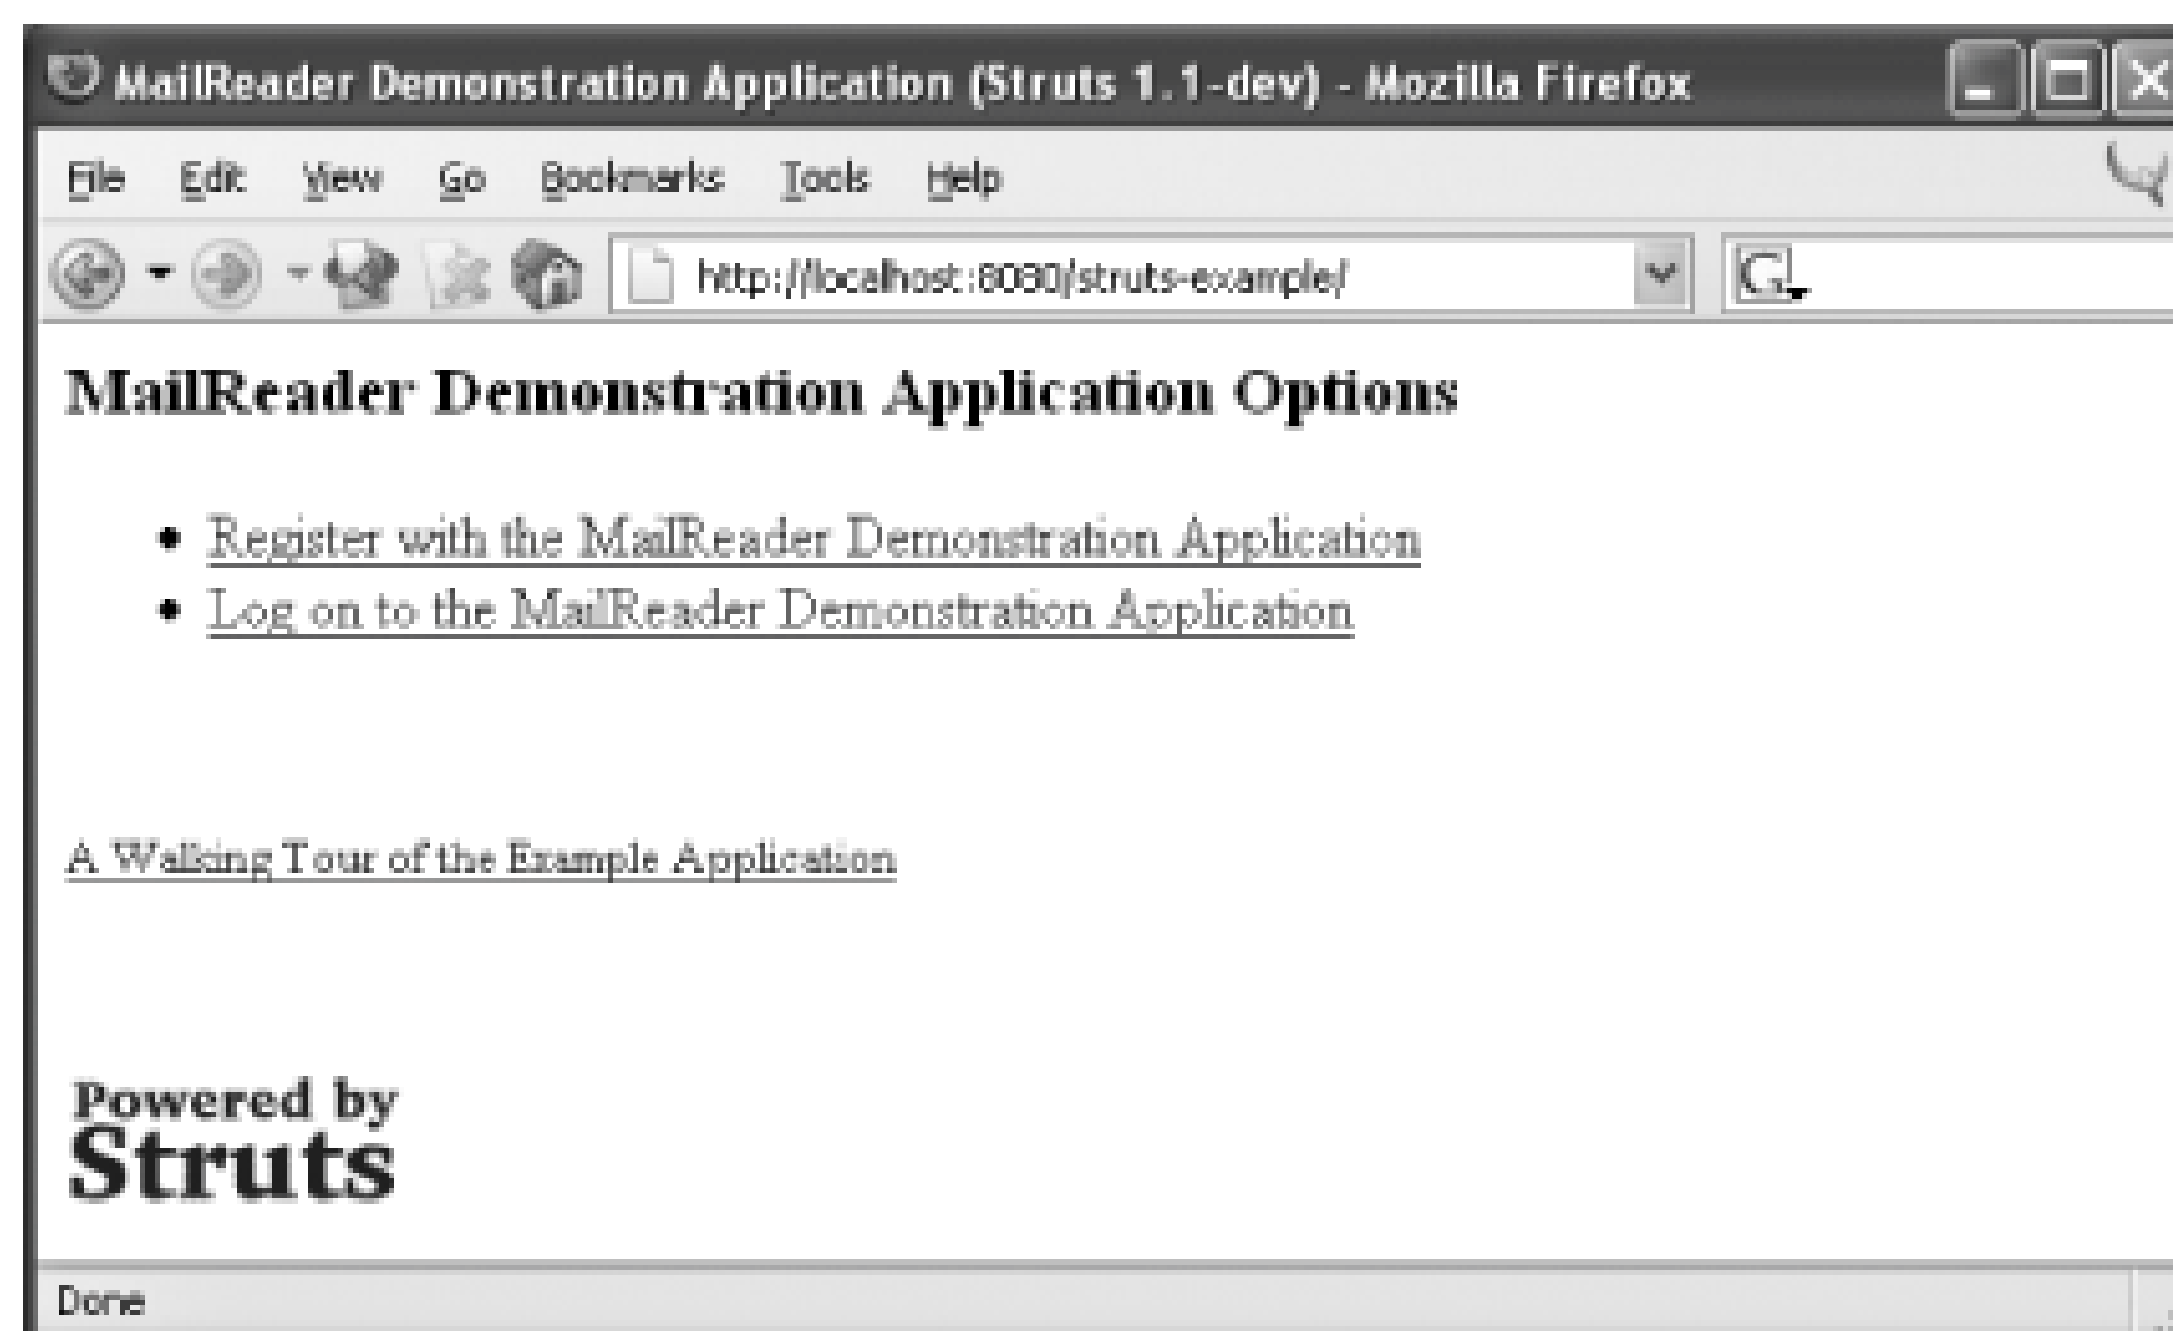 MailReader Demonstration Application (Struts 1.1-dev) - Mozilla Firefox
File Edit View Go Bookmarks Tools Help
http://localhost:8080/struts-example/ G
MailReader Demonstration Application Options
• Register with the MailReader Demonstration Application
• Log on to the MailReader Demonstration Application
A Walking Tour of the Example Application
Powered by
Struts
Done